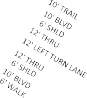 10' TRAIL
10' BLVD
6' SHLD
12' THRU
12' LEFT TURN LANE
12' THRU
6' SHLD
10' BLVD
6' WALK